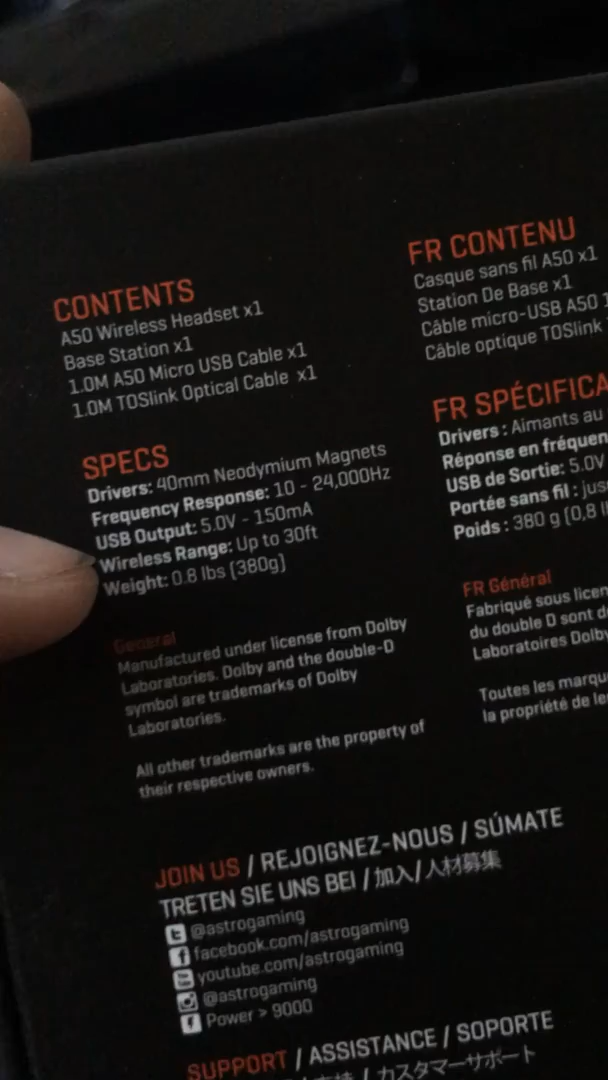 CONTENTS
A50 Wireless Headset x1
Base Station x1
1.0M A50 Micro USB Cable x1
1.0M TOSlink Optical Cable x1
SPECS
Drivers: 40mm Neodymium Magnets
Frequency Response: 10 - 24,000Hz
USB Output: 5.0V - 150mA
Wireless Range: Up to 30ft
Weight: 0.8 lbs (380g)
General
Manufactured under license from Dolby
Laboratories. Dolby and the double-D
symbol are trademarks of Dolby
Laboratories.
All other trademarks are the property of
their respective owners.
FR CONTENU
Casque sans fil A50 x1
Station De Base x1
Câble micro-USB A50 1
Câble optique TOSlink
FR SPÉCIFICA
Drivers : Aimants au
Réponse en fréquen
USB de Sortie: 5.0V
Portée sans fil : jus
Poids : 380 g (0,8 l
FR Général
Fabriqué sous licen
du double D sont d
Laboratoires Dolb
Toutes les marqu
la propriété de le
JOIN US / REJOIGNEZ-NOUS / SÚMATE
TRETEN SIE UNS BEI / 加入 / 人材募集
@astrogaming
facebook.com/astrogaming
youtube.com/astrogaming
@astrogaming
Power > 9000
SUPPORT / ASSISTANCE / SOPORTE
/ カスタマーサポート